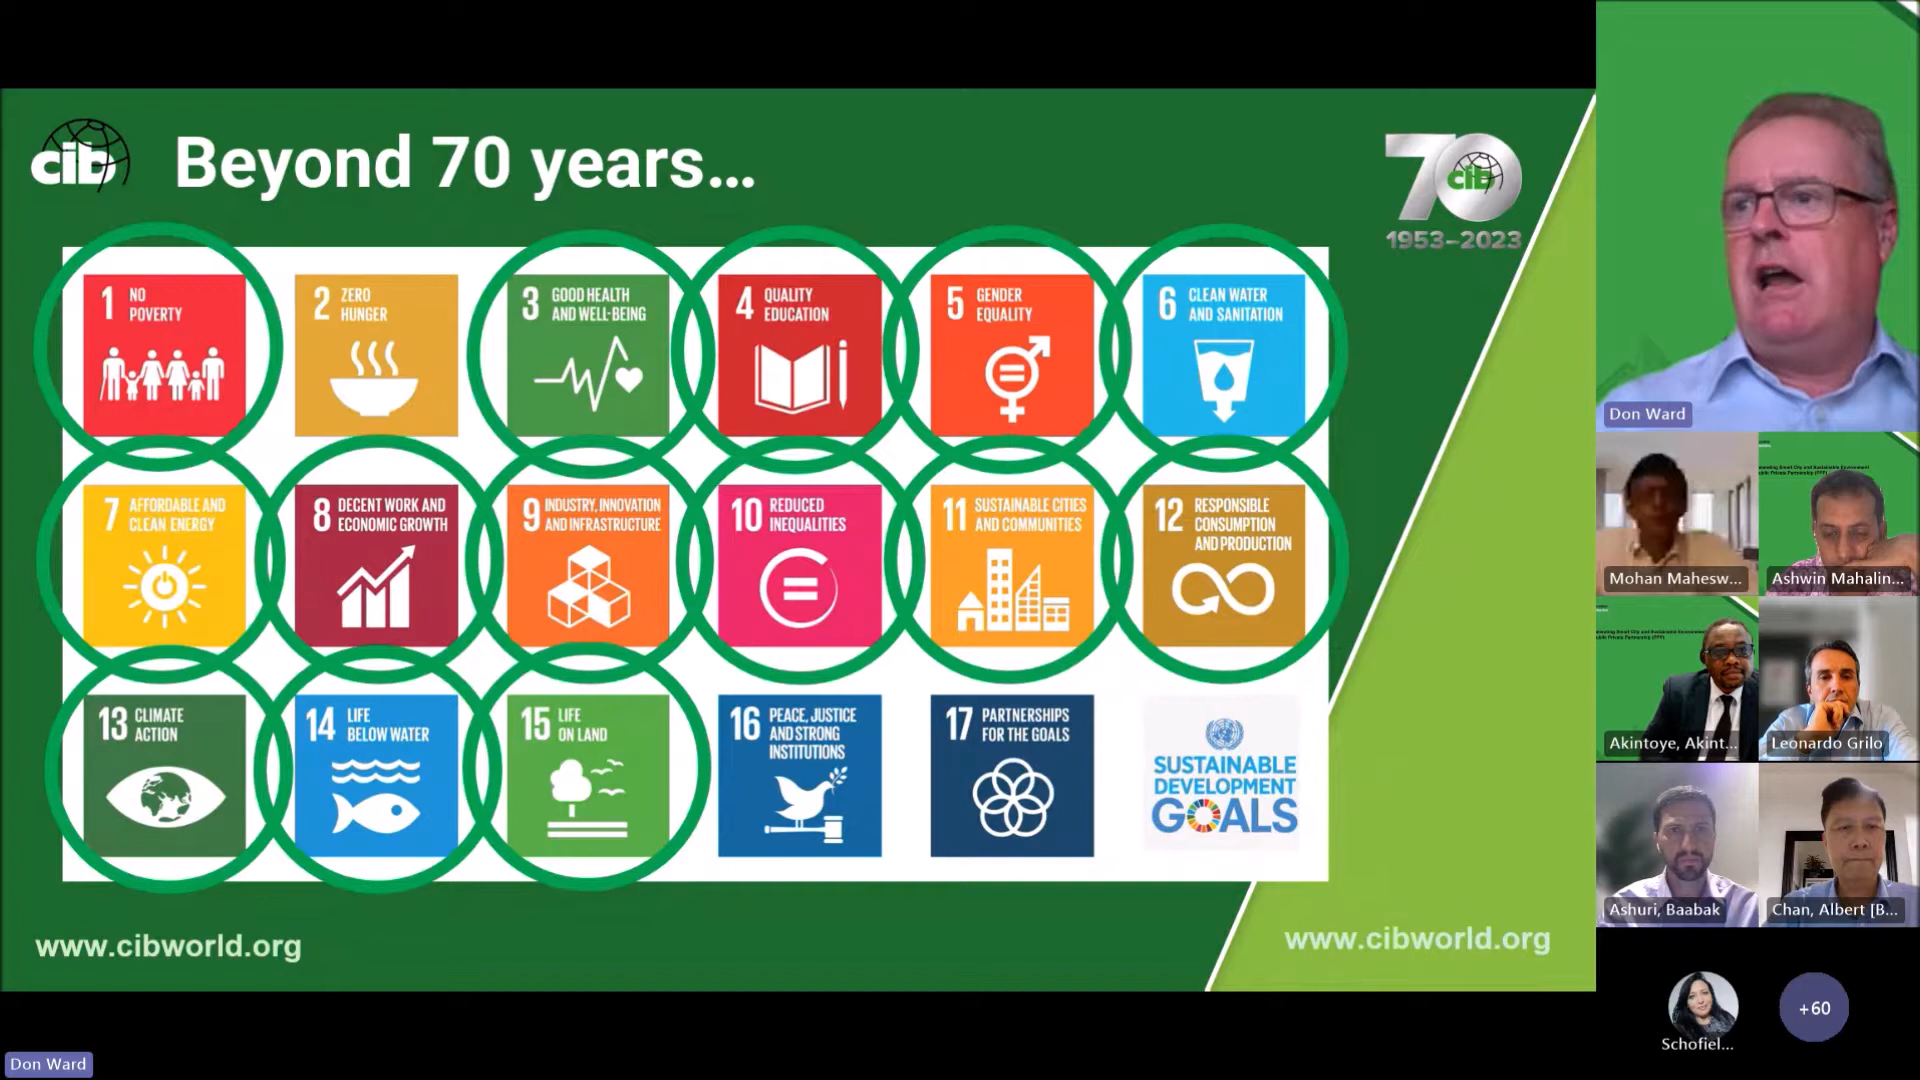 cib
Beyond 70 years...
70
cib
1953–2023
1 NO
POVERTY
2 ZERO
HUNGER
3 GOOD HEALTH
AND WELL-BEING
4 QUALITY
EDUCATION
5 GENDER
EQUALITY
6 CLEAN WATER
AND SANITATION
7 AFFORDABLE AND
CLEAN ENERGY
8 DECENT WORK AND
ECONOMIC GROWTH
9 INDUSTRY, INNOVATION
AND INFRASTRUCTURE
10 REDUCED
INEQUALITIES
11 SUSTAINABLE CITIES
AND COMMUNITIES
12 RESPONSIBLE
CONSUMPTION
AND PRODUCTION
13 CLIMATE
ACTION
14 LIFE
BELOW WATER
15 LIFE
ON LAND
16 PEACE, JUSTICE
AND STRONG
INSTITUTIONS
17 PARTNERSHIPS
FOR THE GOALS
SUSTAINABLE
DEVELOPMENT
GOALS
www.cibworld.org
www.cibworld.org
Don Ward
Don Ward
Mohan Mahesw...
Ashwin Mahalin...
Akintoye, Akint...
Leonardo Grilo
Ashuri, Baabak
Chan, Albert [B...
Schofiel...
+60